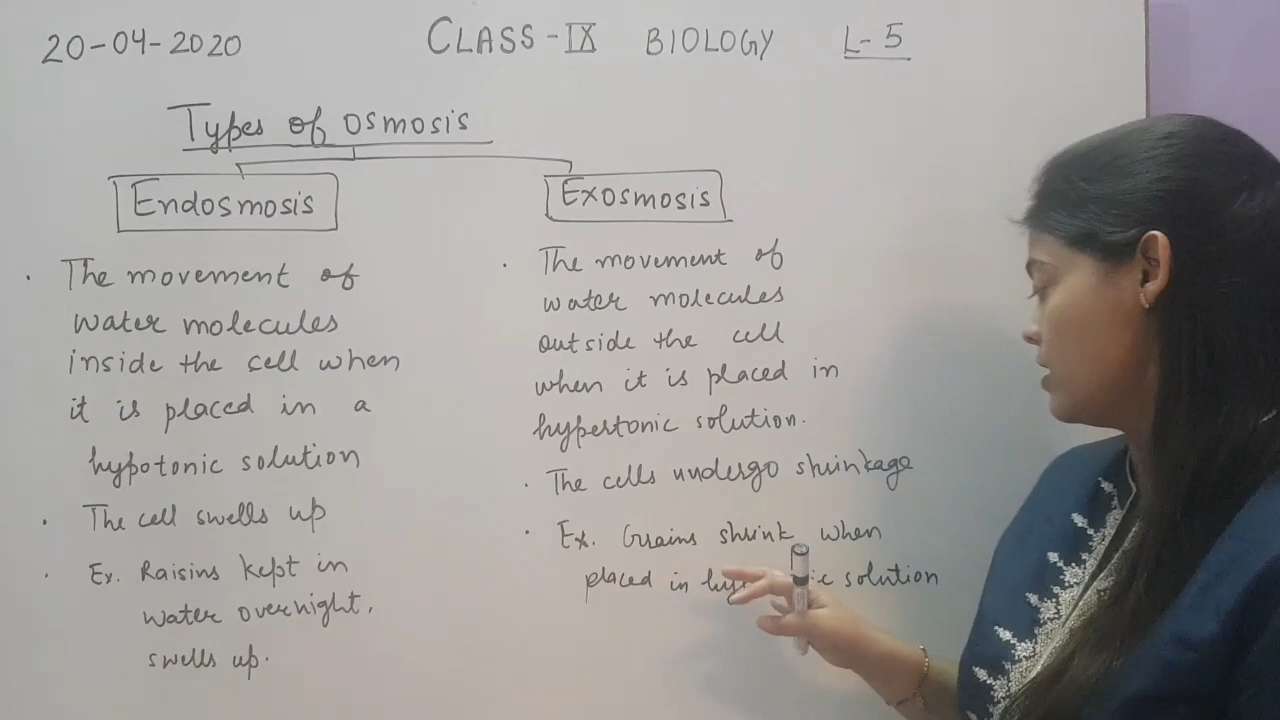 20-04-2020 CLASS-IX BIOLOGY L-5
Types of osmosis
Endosmosis
· The movement of
water molecules
inside the cell when
it is placed in a
hypotonic solution
· The cell swells up
· Ex. Raisins kept in
water overnight,
swells up.
Exosmosis
· The movement of
water molecules
outside the cell
when it is placed in
hypertonic solution.
· The cells undergo shrinkage
· Ex. Grains shrink when
placed in solution